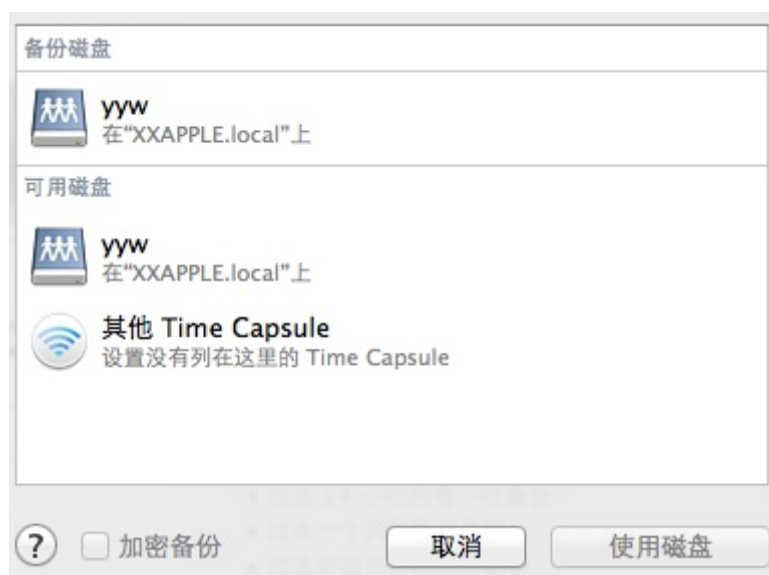 备份磁盘
yyw
在“XXAPPLE.local”上
可用磁盘
yyw
在“XXAPPLE.local”上
其他 Time Capsule
设置没有列在这里的 Time Capsule
? 加密备份 取消 使用磁盘